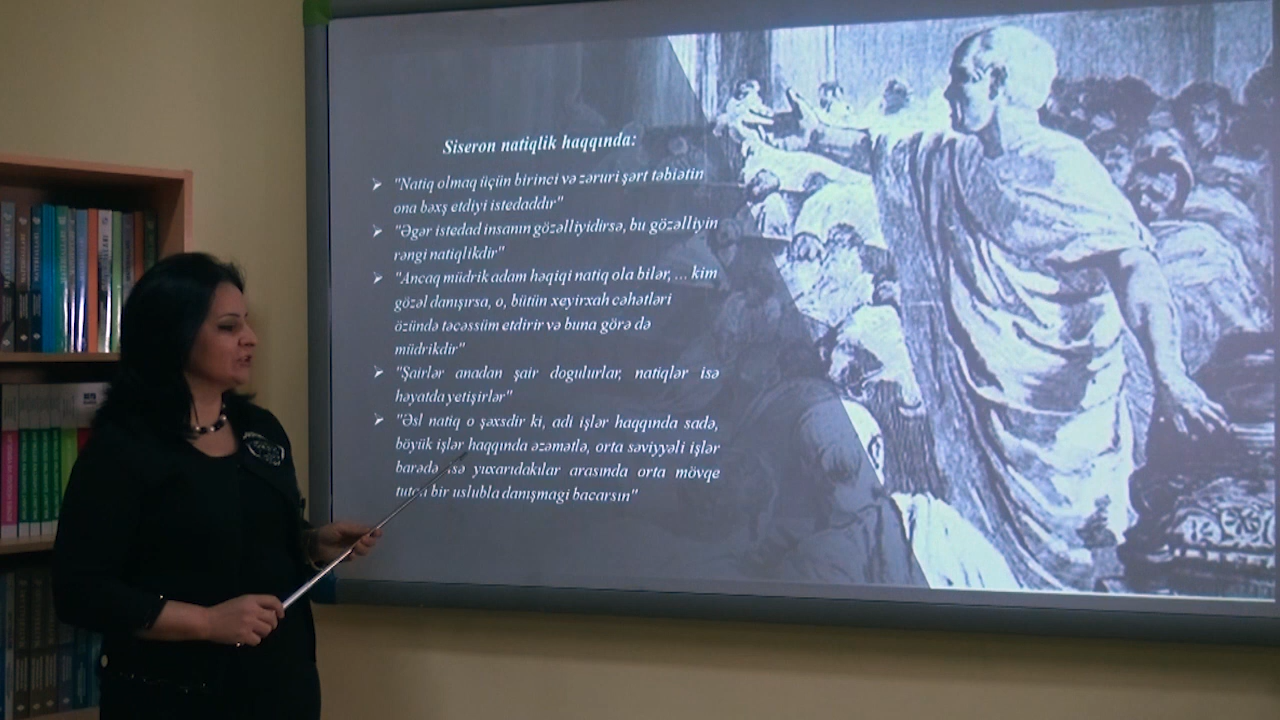 Siseron natiqlik haqqında:
"Natiq olmaq üçün birinci və zəruri şərt təbiətin
ona bəxş etdiyi istedaddır"
"Əgər istedad insanın gözəlliyidirsə, bu gözəlliyin
rəngi natiqlikdir"
"Ancaq müdrik adam həqiqi natiq ola bilər, ... kim
gözəl danışırsa, o, bütün xeyirxah cəhətləri
özündə təcəssüm etdirir və buna görə də
müdrikdir"
"Şairlər anadan şair dogulurlar, natiqlər isə
həyatda yetişirlər"
"Əsl natiq o şəxsdir ki, adi işlər haqqında sadə,
böyük işlər haqqında əzəmətlə, orta səviyyəli işlər
barədə isə yuxarıdakılar arasında orta mövqe
tutan bir uslubla danışmagi bacarsın"